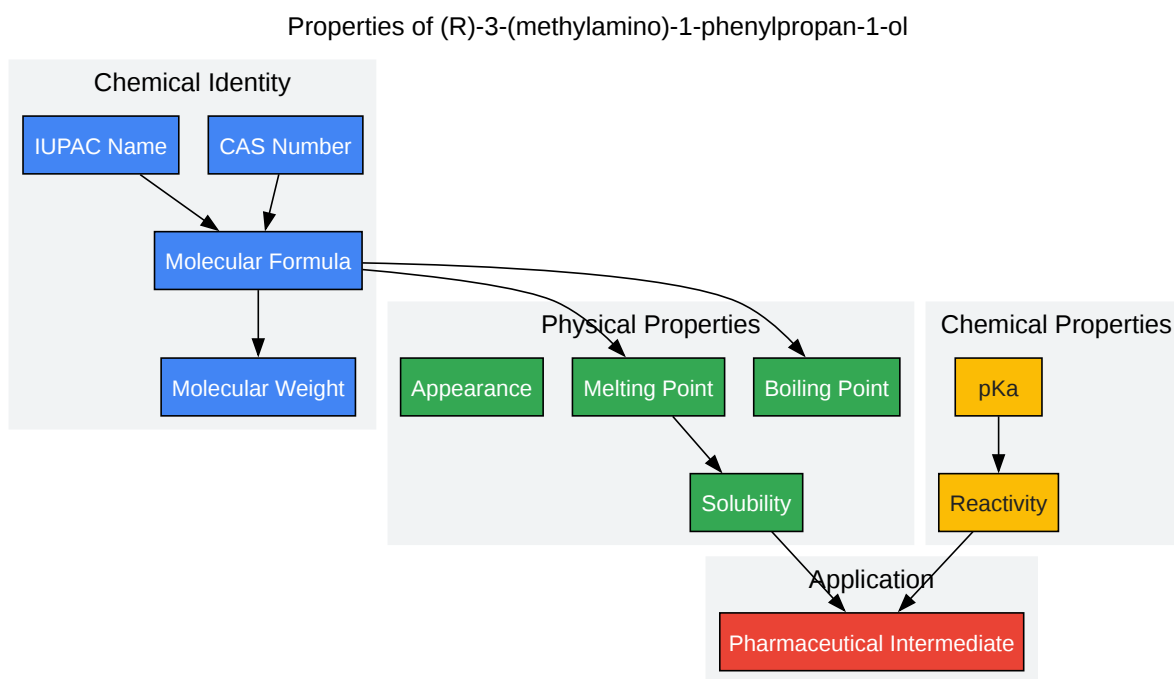 Properties of (R)-3-(methylamino)-1-phenylpropan-1-ol
Chemical Identity
IUPAC Name
CAS Number
Molecular Formula
Molecular Weight
Physical Properties
Appearance
Melting Point
Boiling Point
Solubility
Chemical Properties
pKa
Reactivity
Application
Pharmaceutical Intermediate